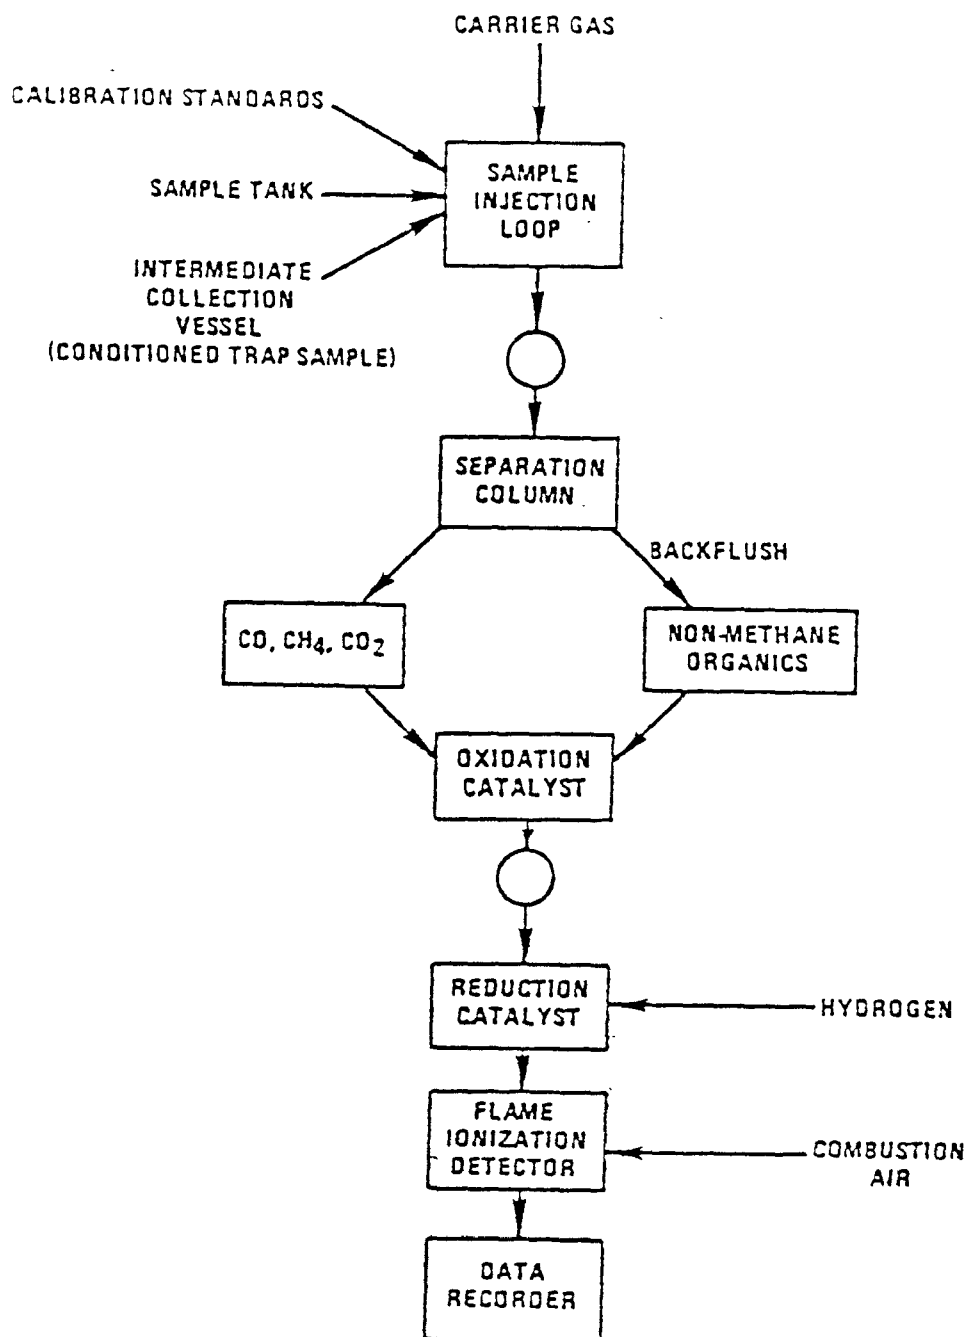 CARRIER GAS
CALIBRATION STANDARDS
SAMPLE
INJECTION
LOOP
SAMPLE TANK
INTERMEDIATE
COLLECTION
VESSEL
(CONDITIONED TRAP SAMPLE)
SEPARATION
COLUMN
BACKFLUSH
CO, CH4, CO2
NON-METHANE
ORGANICS
OXIDATION
CATALYST
REDUCTION
CATALYST
HYDROGEN
FLAME
IONIZATION
DETECTOR
COMBUSTION
AIR
DATA
RECORDER